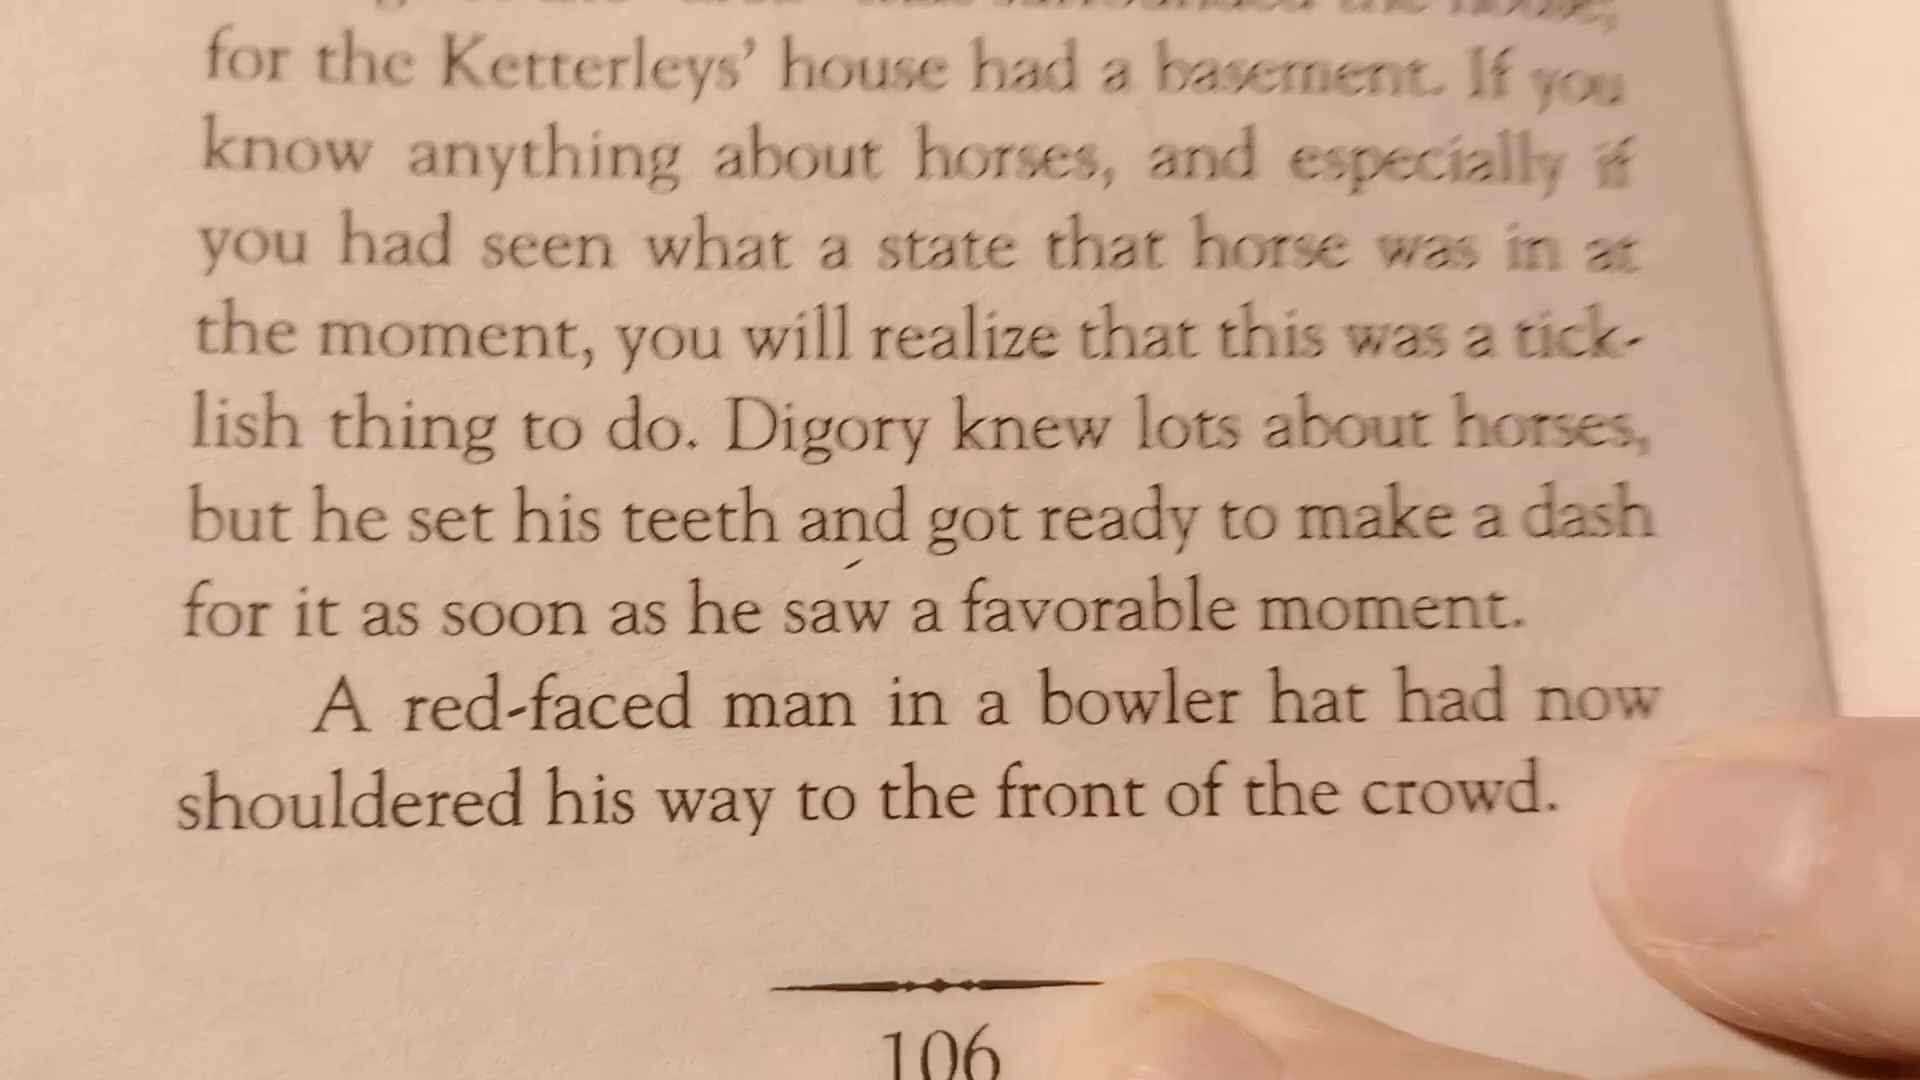 the house,
for the Ketterleys' house had a basement. If you
know anything about horses, and especially if
you had seen what a state that horse was in at
the moment, you will realize that this was a tick-
lish thing to do. Digory knew lots about horses,
but he set his teeth and got ready to make a dash
for it as soon as he saw a favorable moment.
A red-faced man in a bowler hat had now
shouldered his way to the front of the crowd.
106